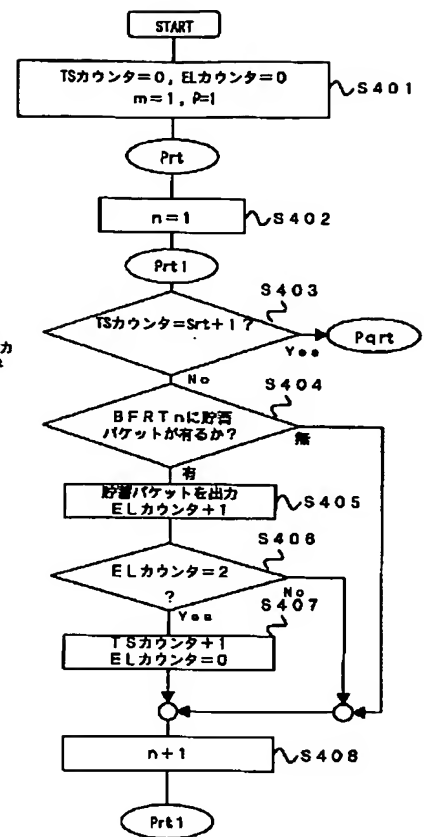 START
TSカウンタ=0, ELカウンタ=0
m=1, P=1
S401
Prt
n=1
S402
Prt1
S403
TSカウンタ=Srt+1?
Pqrt
Yes
No
S404
BFRTnに貯蓄
パケットが有るか?
無
有
貯蓄パケットを出力
ELカウンタ+1
S405
S406
ELカウンタ=2
?
No
Yes
S407
TSカウンタ+1
ELカウンタ=0
n+1
S408
Prt1